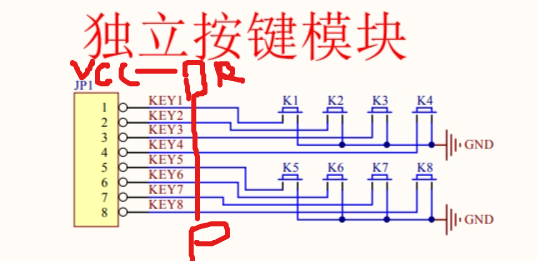 独立按键模块
VCC R
JP1
1 KEY1 K1 K2 K3 K4
2 KEY2
3 KEY3
4 KEY4 GND
5 KEY5 K5 K6 K7 K8
6 KEY6
7 KEY7
8 KEY8 GND
P